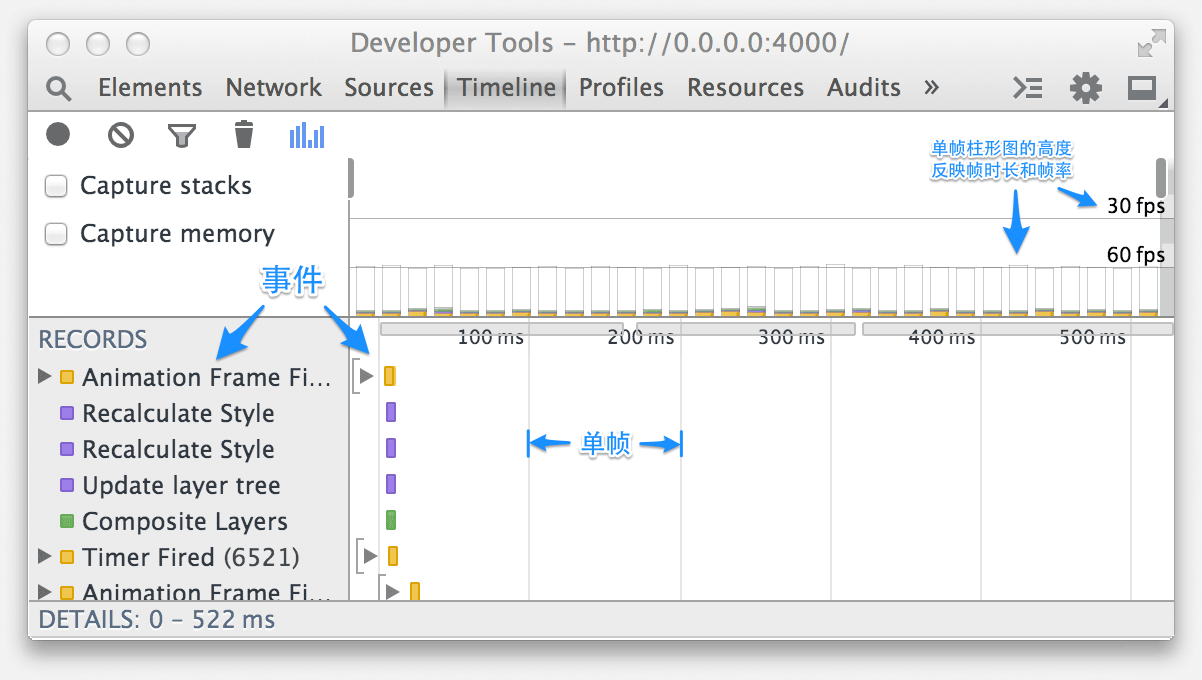 Developer Tools – http://0.0.0.0:4000/
Elements Network Sources Timeline Profiles Resources Audits »
单帧柱形图的高度
反映帧时长和帧率
Capture stacks
30 fps
Capture memory
60 fps
事件
RECORDS
100 ms 200 ms 300 ms 400 ms 500 ms
Animation Frame Fi...
Recalculate Style
Recalculate Style
单帧
Update layer tree
Composite Layers
Timer Fired (6521)
Animation Frame Fi...
DETAILS: 0 – 522 ms